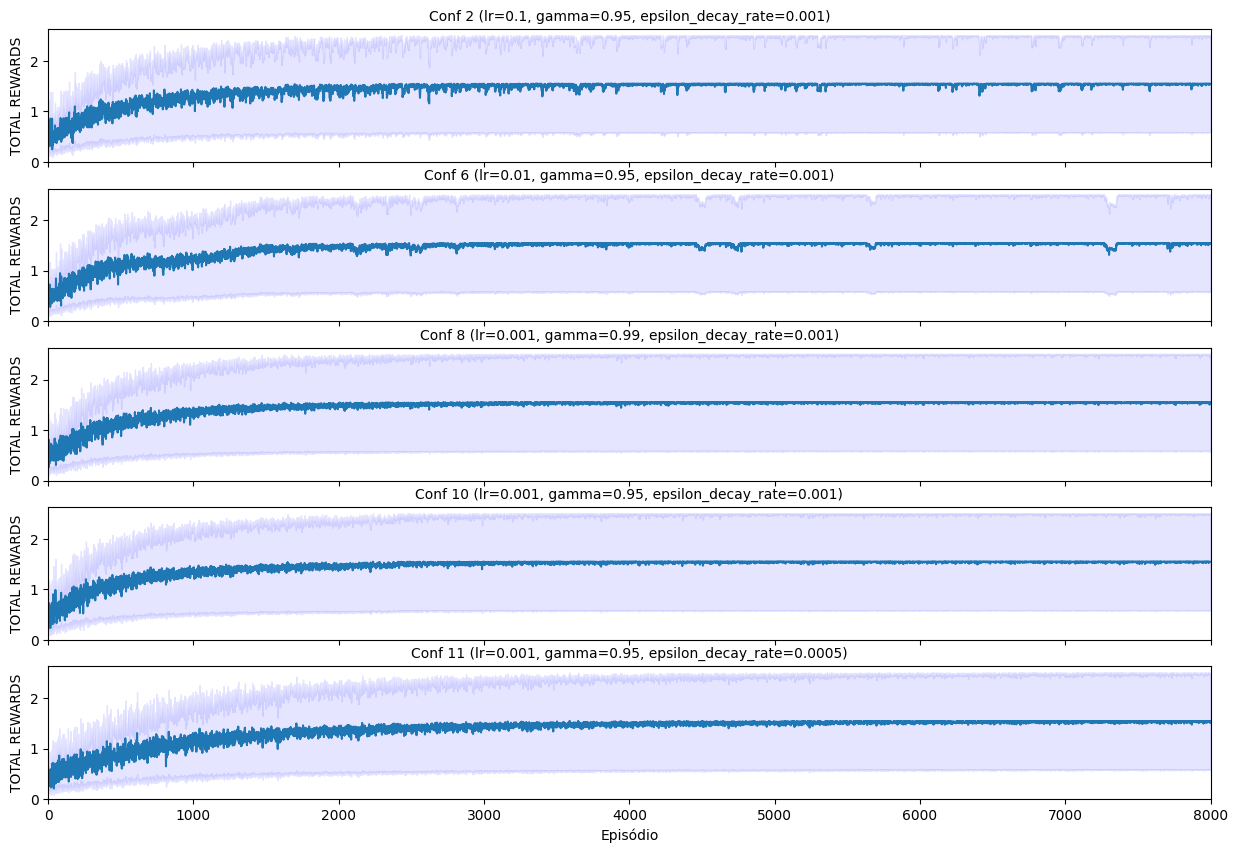 Conf 2 (lr=0.1, gamma=0.95, epsilon_decay_rate=0.001)
TOTAL REWARDS
2
1
0
Conf 6 (lr=0.01, gamma=0.95, epsilon_decay_rate=0.001)
TOTAL REWARDS
2
1
0
Conf 8 (lr=0.001, gamma=0.99, epsilon_decay_rate=0.001)
TOTAL REWARDS
2
1
0
Conf 10 (lr=0.001, gamma=0.95, epsilon_decay_rate=0.001)
TOTAL REWARDS
2
1
0
Conf 11 (lr=0.001, gamma=0.95, epsilon_decay_rate=0.0005)
TOTAL REWARDS
2
1
0
0 1000 2000 3000 4000 5000 6000 7000 8000
Episódio